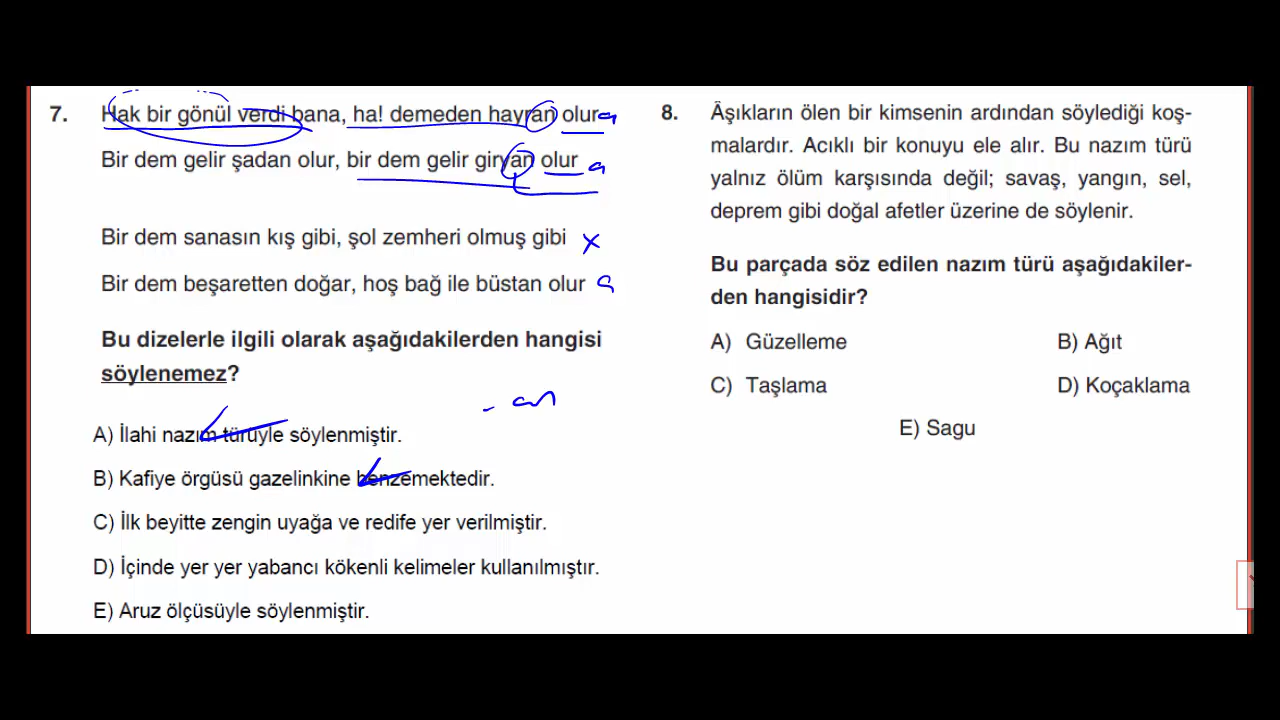 7. Hak bir gönül verdi bana, ha! demeden hayran olur a
Bir dem gelir şadan olur, bir dem gelir giryan olur a
Bir dem sanasın kış gibi, şol zemheri olmuş gibi x
Bir dem beşaretten doğar, hoş bağ ile büstan olur a
Bu dizelerle ilgili olarak aşağıdakilerden hangisi
söylenemez?
- an
A) İlahi nazım türüyle söylenmiştir.
B) Kafiye örgüsü gazelinkine benzemektedir.
C) İlk beyitte zengin uyağa ve redife yer verilmiştir.
D) İçinde yer yer yabancı kökenli kelimeler kullanılmıştır.
E) Aruz ölçüsüyle söylenmiştir.
8. Âşıkların ölen bir kimsenin ardından söylediği koş-
malardır. Acıklı bir konuyu ele alır. Bu nazım türü
yalnız ölüm karşısında değil; savaş, yangın, sel,
deprem gibi doğal afetler üzerine de söylenir.
Bu parçada söz edilen nazım türü aşağıdakiler-
den hangisidir?
A) Güzelleme B) Ağıt
C) Taşlama D) Koçaklama
E) Sagu